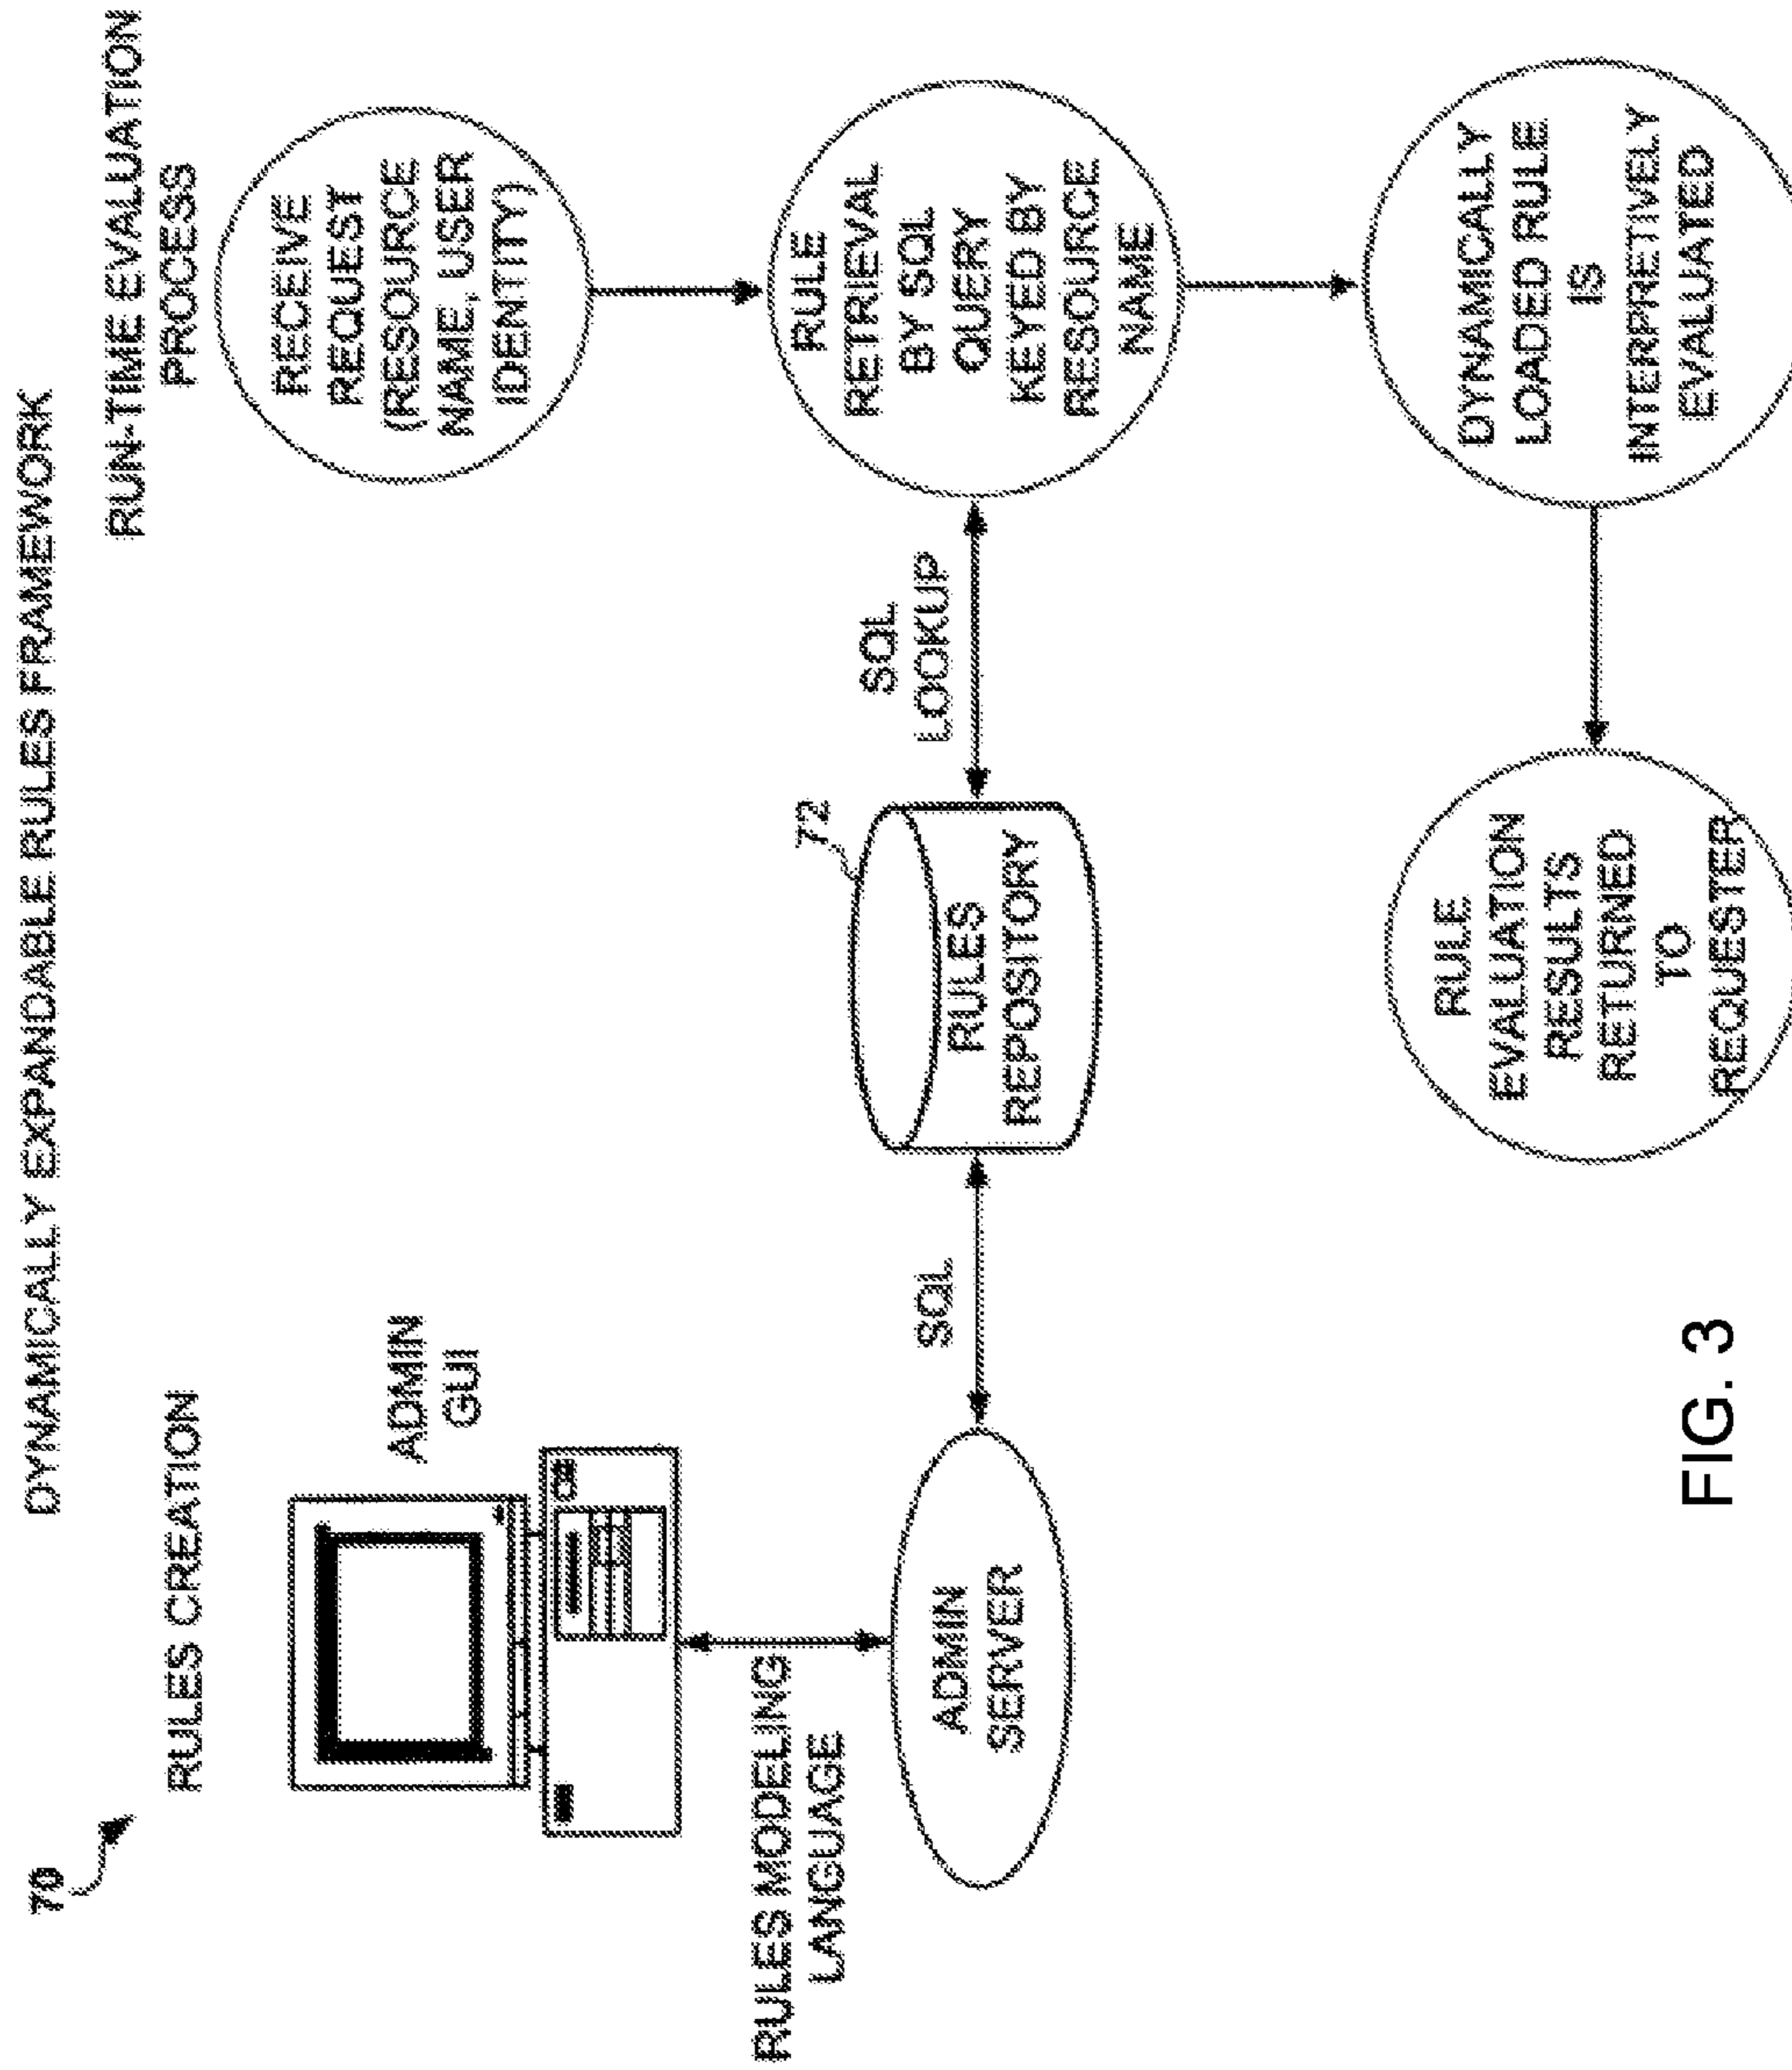 DYNAMICALLY EXPANDABLE RULES FRAMEWORK
70
RULES CREATION
ADMIN
GUI
RULES MODELING
LANGUAGE
ADMIN
SERVER
SQL
72
RULES
REPOSITORY
SQL
LOOKUP
RUN-TIME EVALUATION
PROCESS
RECEIVE
REQUEST
(RESOURCE
NAME, USER
IDENTITY)
RULE
RETRIEVAL
BY SQL
QUERY
KEYED BY
RESOURCE
NAME
DYNAMICALLY
LOADED RULE
IS
INTERPRETIVELY
EVALUATED
RULE
EVALUATION
RESULTS
RETURNED
TO
REQUESTER
FIG. 3